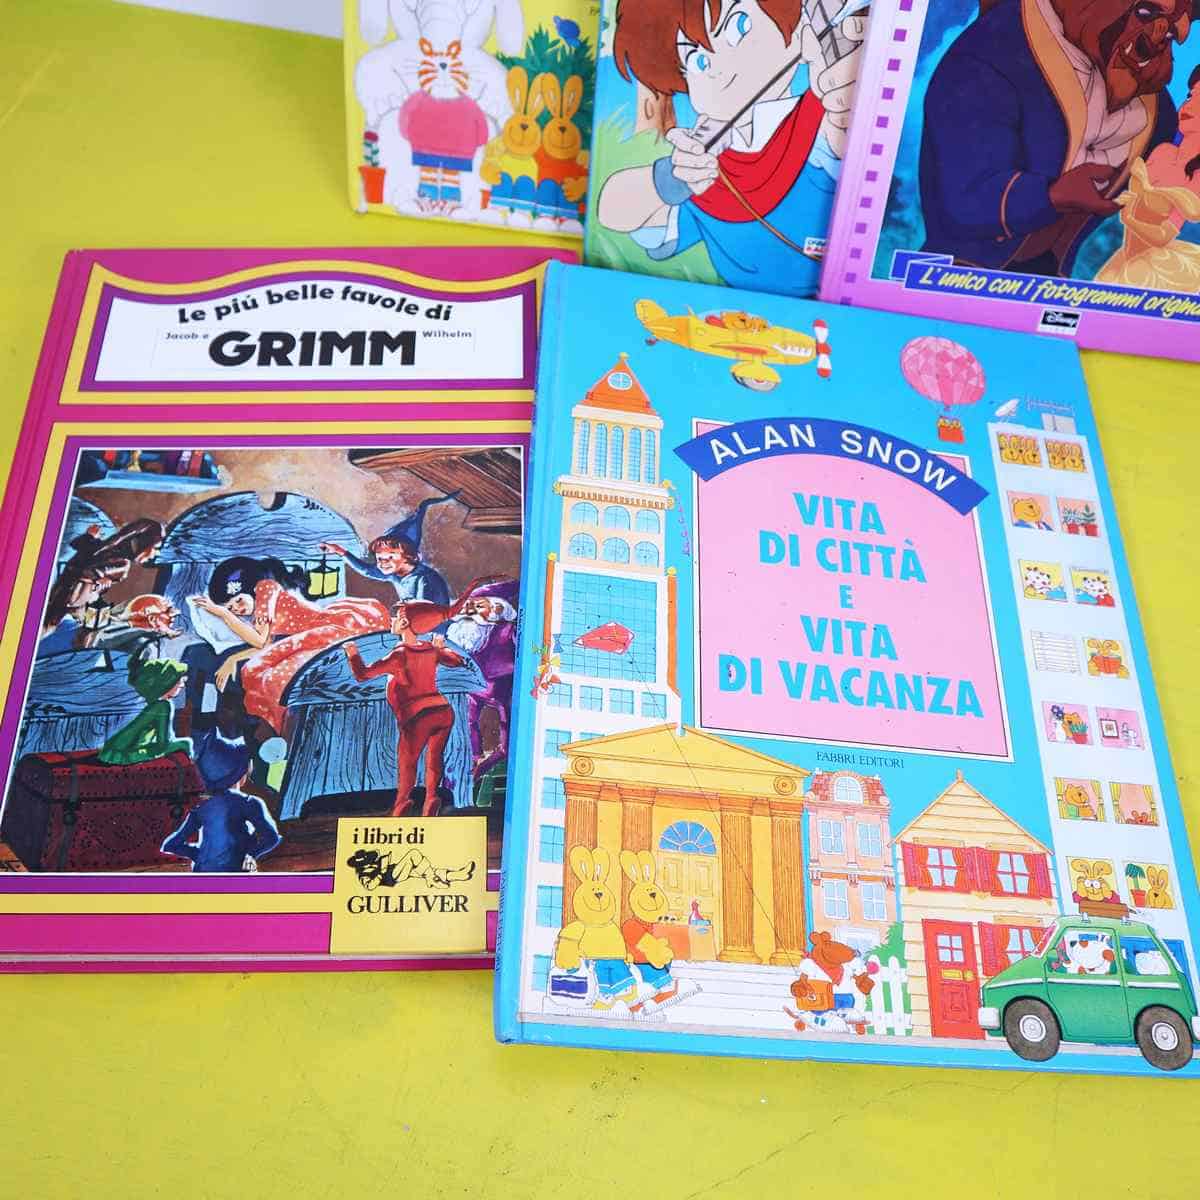 L'unico con i fotogrammi origina
Disney
Le più belle favole di
Jacob e GRIMM Wilhelm
i libri di
GULLIVER
ALAN SNOW
VITA
DI CITTÀ
E
VITA
DI VACANZA
FABBRI EDITORI